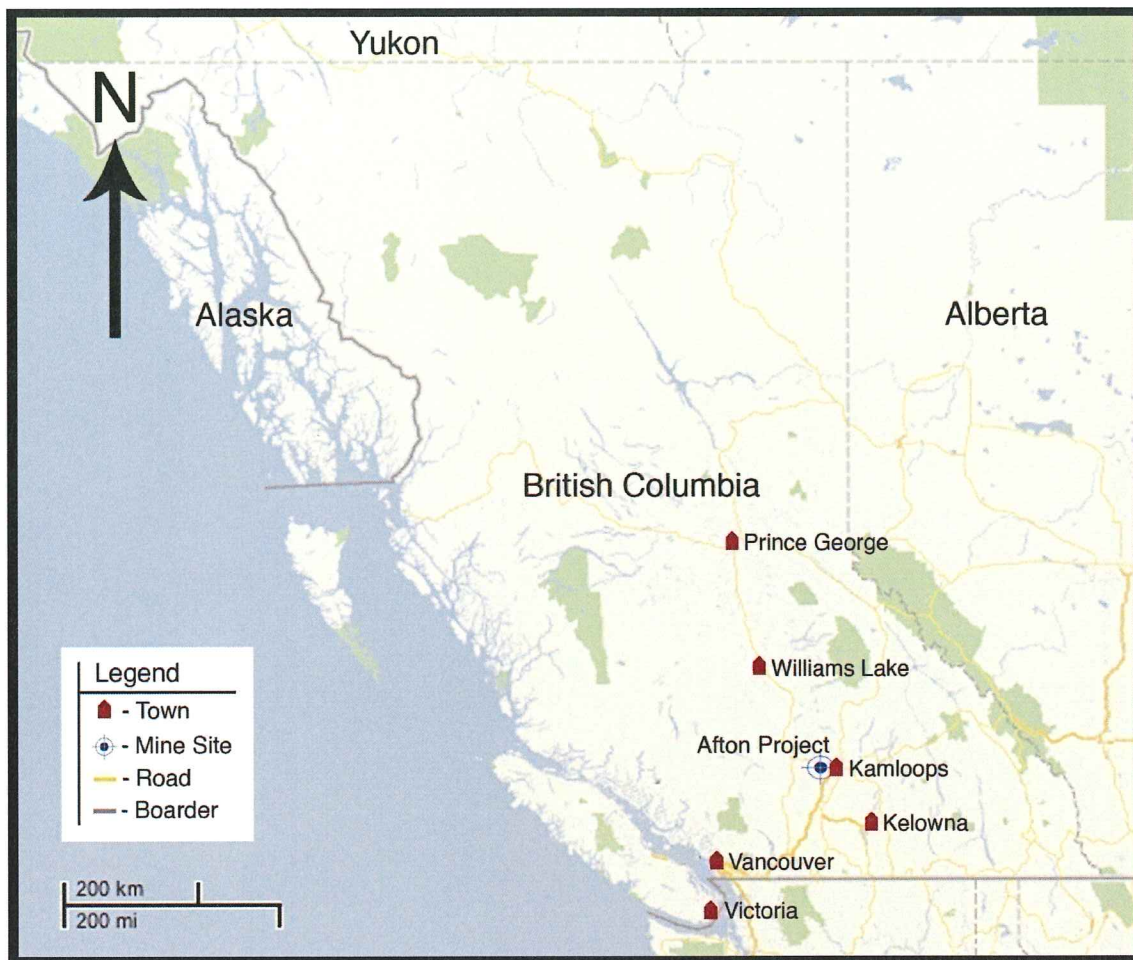 Yukon
N
Alaska
Alberta
British Columbia
Prince George
Williams Lake
Afton Project
Kamloops
Kelowna
Vancouver
Victoria
Legend
- Town
- Mine Site
- Road
- Boarder
200 km
200 mi